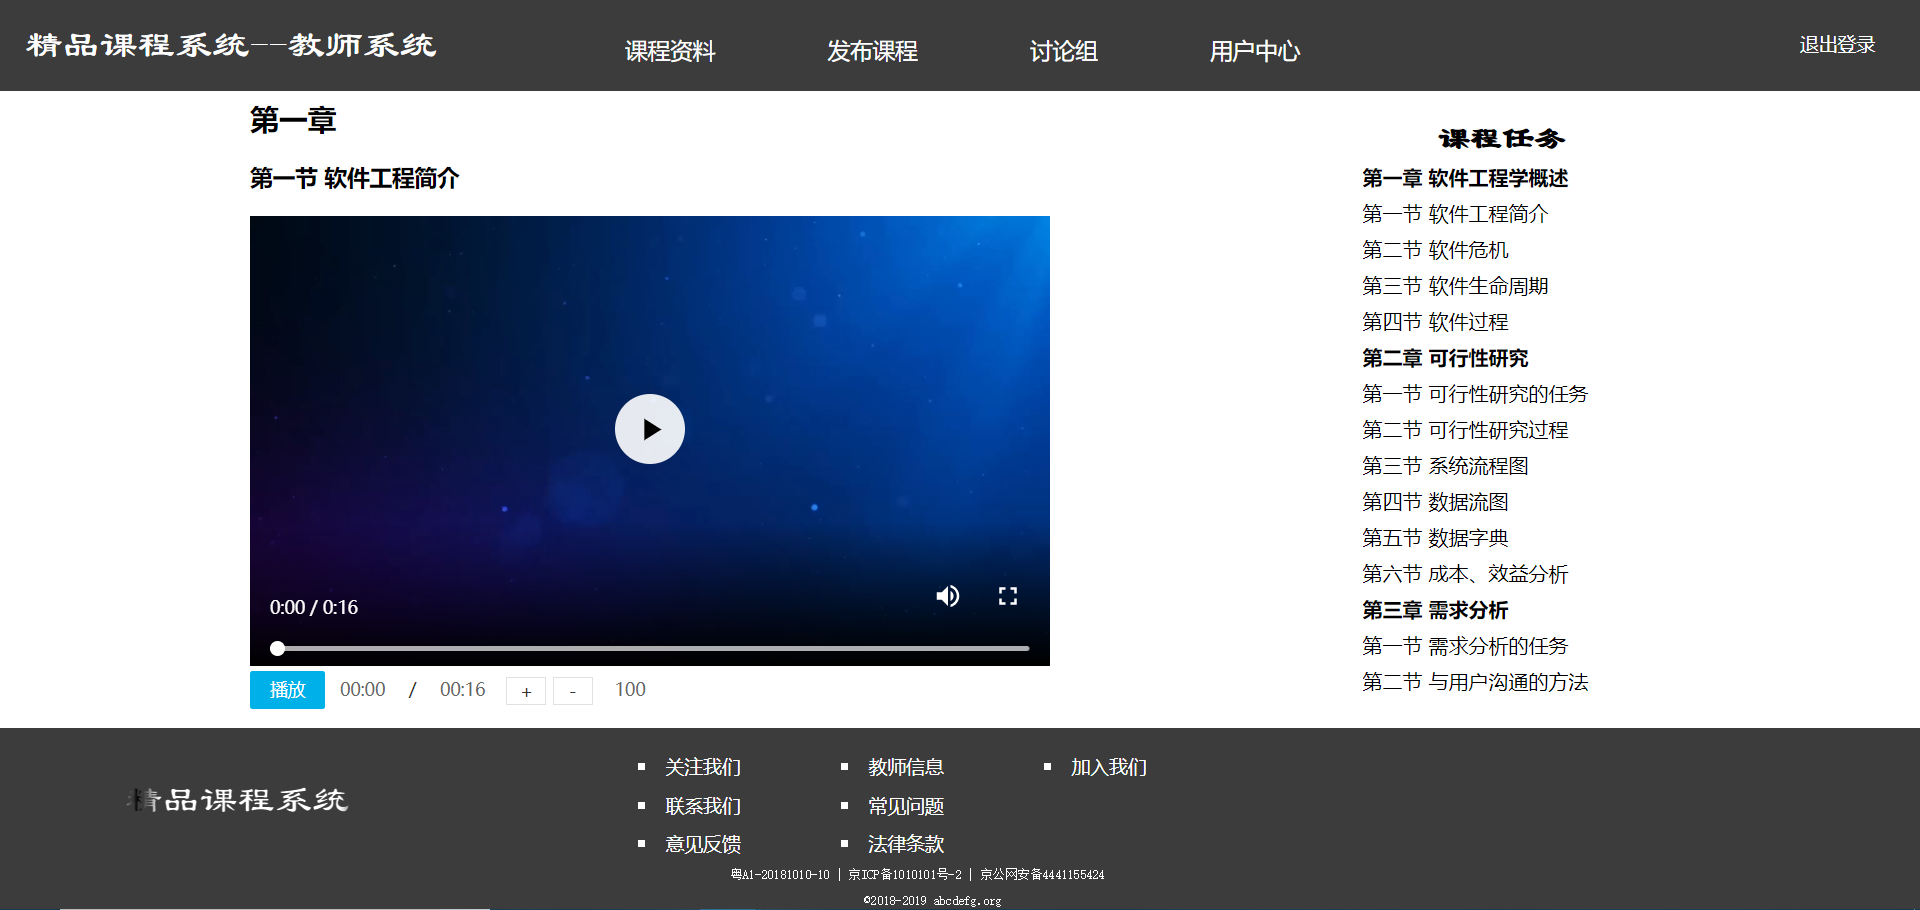 精品课程系统--教师系统
课程资料 发布课程 讨论组 用户中心
退出登录
第一章
第一节 软件工程简介
0:00 / 0:16
播放 00:00 / 00:16 + - 100
课程任务
第一章 软件工程学概述
第一节 软件工程简介
第二节 软件危机
第三节 软件生命周期
第四节 软件过程
第二章 可行性研究
第一节 可行性研究的任务
第二节 可行性研究过程
第三节 系统流程图
第四节 数据流图
第五节 数据字典
第六节 成本、效益分析
第三章 需求分析
第一节 需求分析的任务
第二节 与用户沟通的方法
精品课程系统
关注我们 教师信息 加入我们
联系我们 常见问题
意见反馈 法律条款
粤A1-20181010-10 | 京ICP备1010101号-2 | 京公网安备4441155424
©2018-2019 abcdefg.org